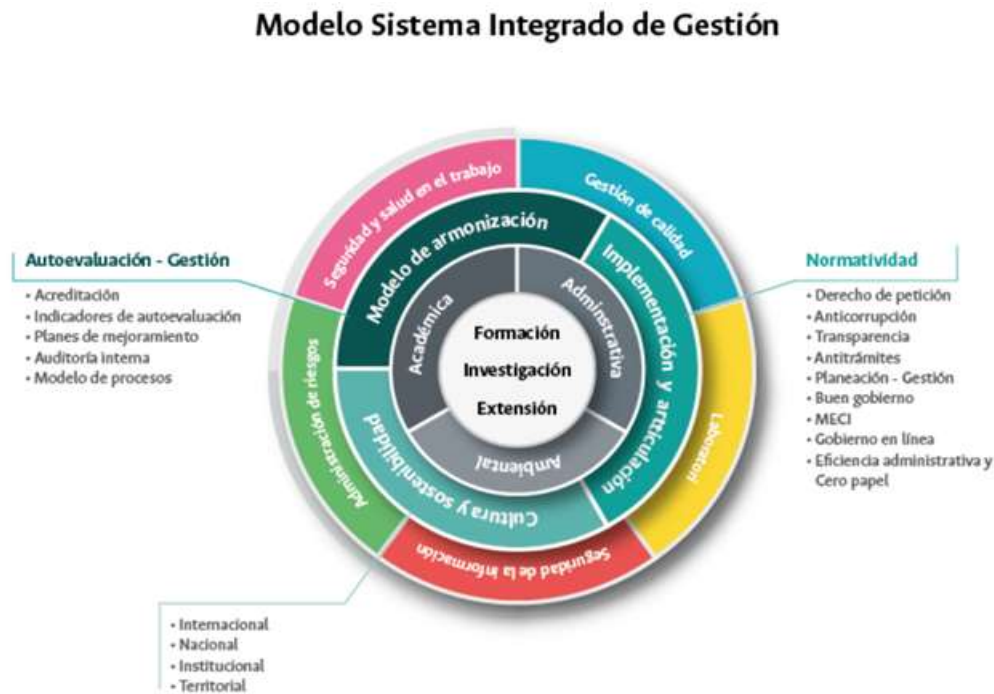 Modelo Sistema Integrado de Gestión
Seguridad y salud en el trabajo
Gestión de calidad
Laboratori
Seguridad de la información
Administración de riesgos
Modelo de armonización
Implementación y artticulación
Cultura y sostenibilidad
Académica
Adminstrativa
Ambiental
Formación
Investigación
Extensión
Autoevaluación - Gestión
• Acreditación
• Indicadores de autoevaluación
• Planes de mejoramiento
• Auditoría interna
• Modelo de procesos
Normatividad
• Derecho de petición
• Anticorrupción
• Transparencia
• Antitrámites
• Planeación - Gestión
• Buen gobierno
• MECI
• Gobierno en línea
• Eficiencia administrativa y
Cero papel
• Internacional
• Nacional
• Institucional
• Territorial